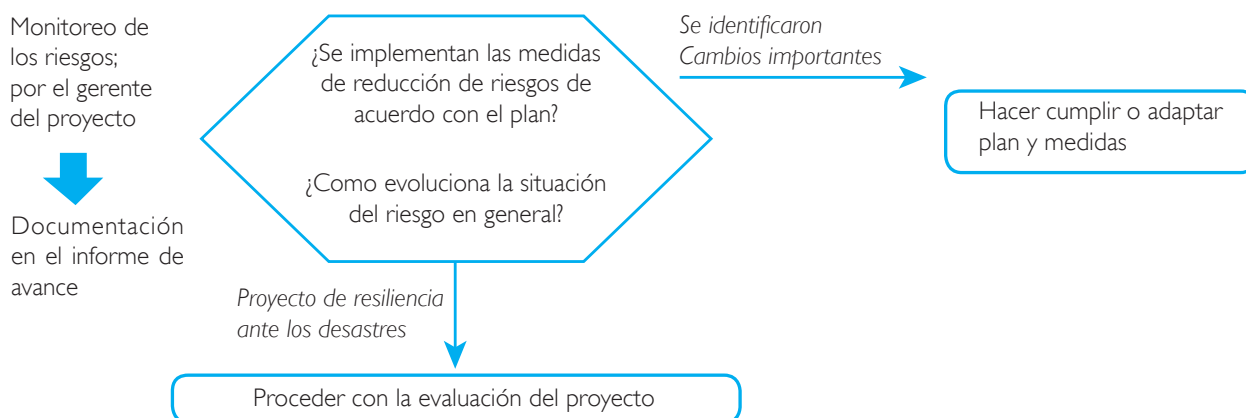 Monitoreo de
los riesgos;
por el gerente
del proyecto
Documentación
en el informe de
avance
¿Se implementan las medidas
de reducción de riesgos de
acuerdo con el plan?
¿Como evoluciona la situación
del riesgo en general?
Se identificaron
Cambios importantes
Hacer cumplir o adaptar
plan y medidas
Proyecto de resiliencia
ante los desastres
Proceder con la evaluación del proyecto